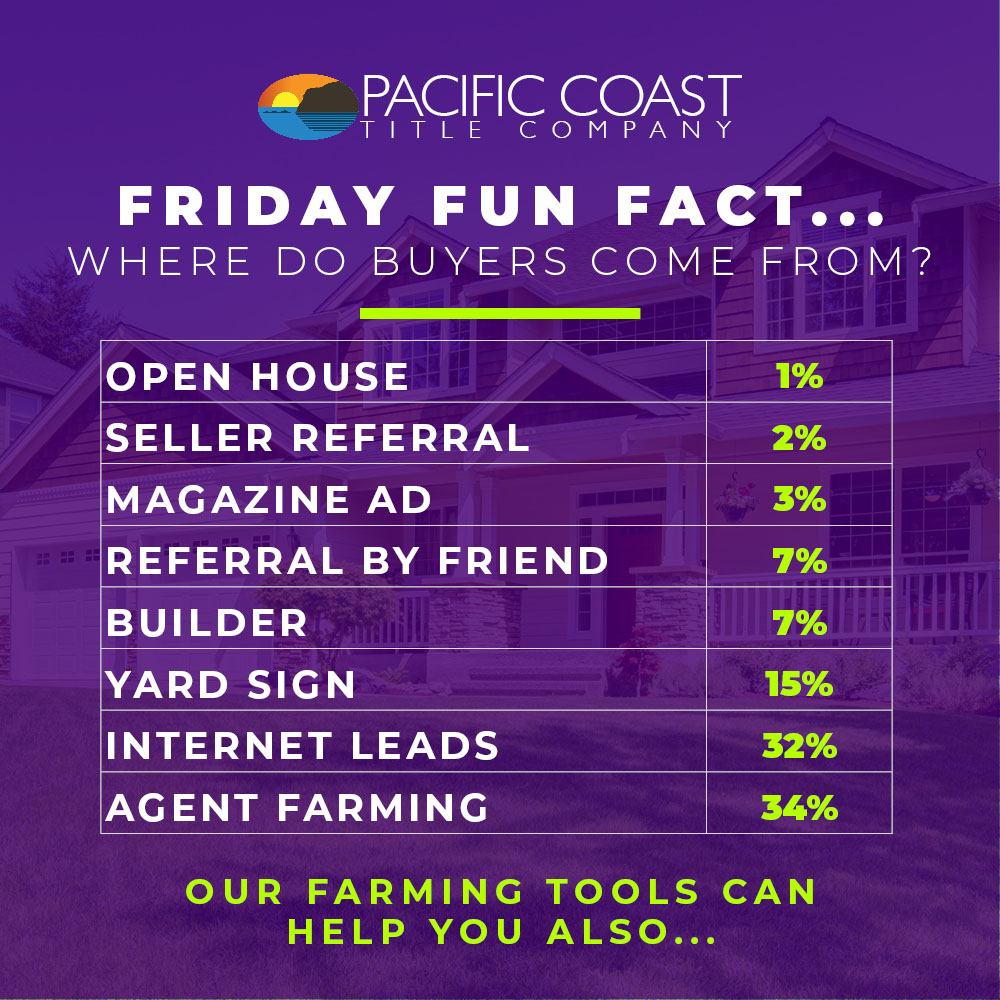 PACIFIC COAST
TITLE COMPANY
FRIDAY FUN FACT...
WHERE DO BUYERS COME FROM?
OPEN HOUSE 1%
SELLER REFERRAL 2%
MAGAZINE AD 3%
REFERRAL BY FRIEND 7%
BUILDER 7%
YARD SIGN 15%
INTERNET LEADS 32%
AGENT FARMING 34%
OUR FARMING TOOLS CAN
HELP YOU ALSO...